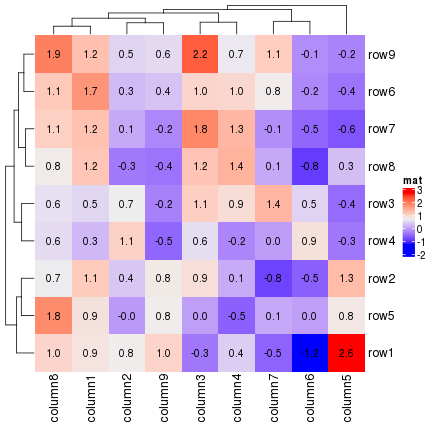 1.9 1.2 0.5 0.6 2.2 0.7 1.1 -0.1 -0.2 row9
1.1 1.7 0.3 0.4 1.0 1.0 0.8 -0.2 -0.4 row6
1.1 1.2 0.1 -0.2 1.8 1.3 -0.1 -0.5 -0.6 row7
0.8 1.2 -0.3 -0.4 1.2 1.4 0.1 -0.8 0.3 row8
0.6 0.5 0.7 -0.2 1.1 0.9 1.4 0.5 -0.4 row3
0.6 0.3 1.1 -0.5 0.6 -0.2 0.0 0.9 -0.3 row4
0.7 1.1 0.4 0.8 0.9 0.1 -0.8 -0.5 1.3 row2
1.8 0.9 -0.0 0.8 0.0 -0.5 0.1 0.0 0.8 row5
1.0 0.9 0.8 1.0 -0.3 0.4 -0.5 -1.2 2.6 row1
column8 column1 column2 column9 column3 column4 column7 column6 column5
mat
3
2
1
0
-1
-2